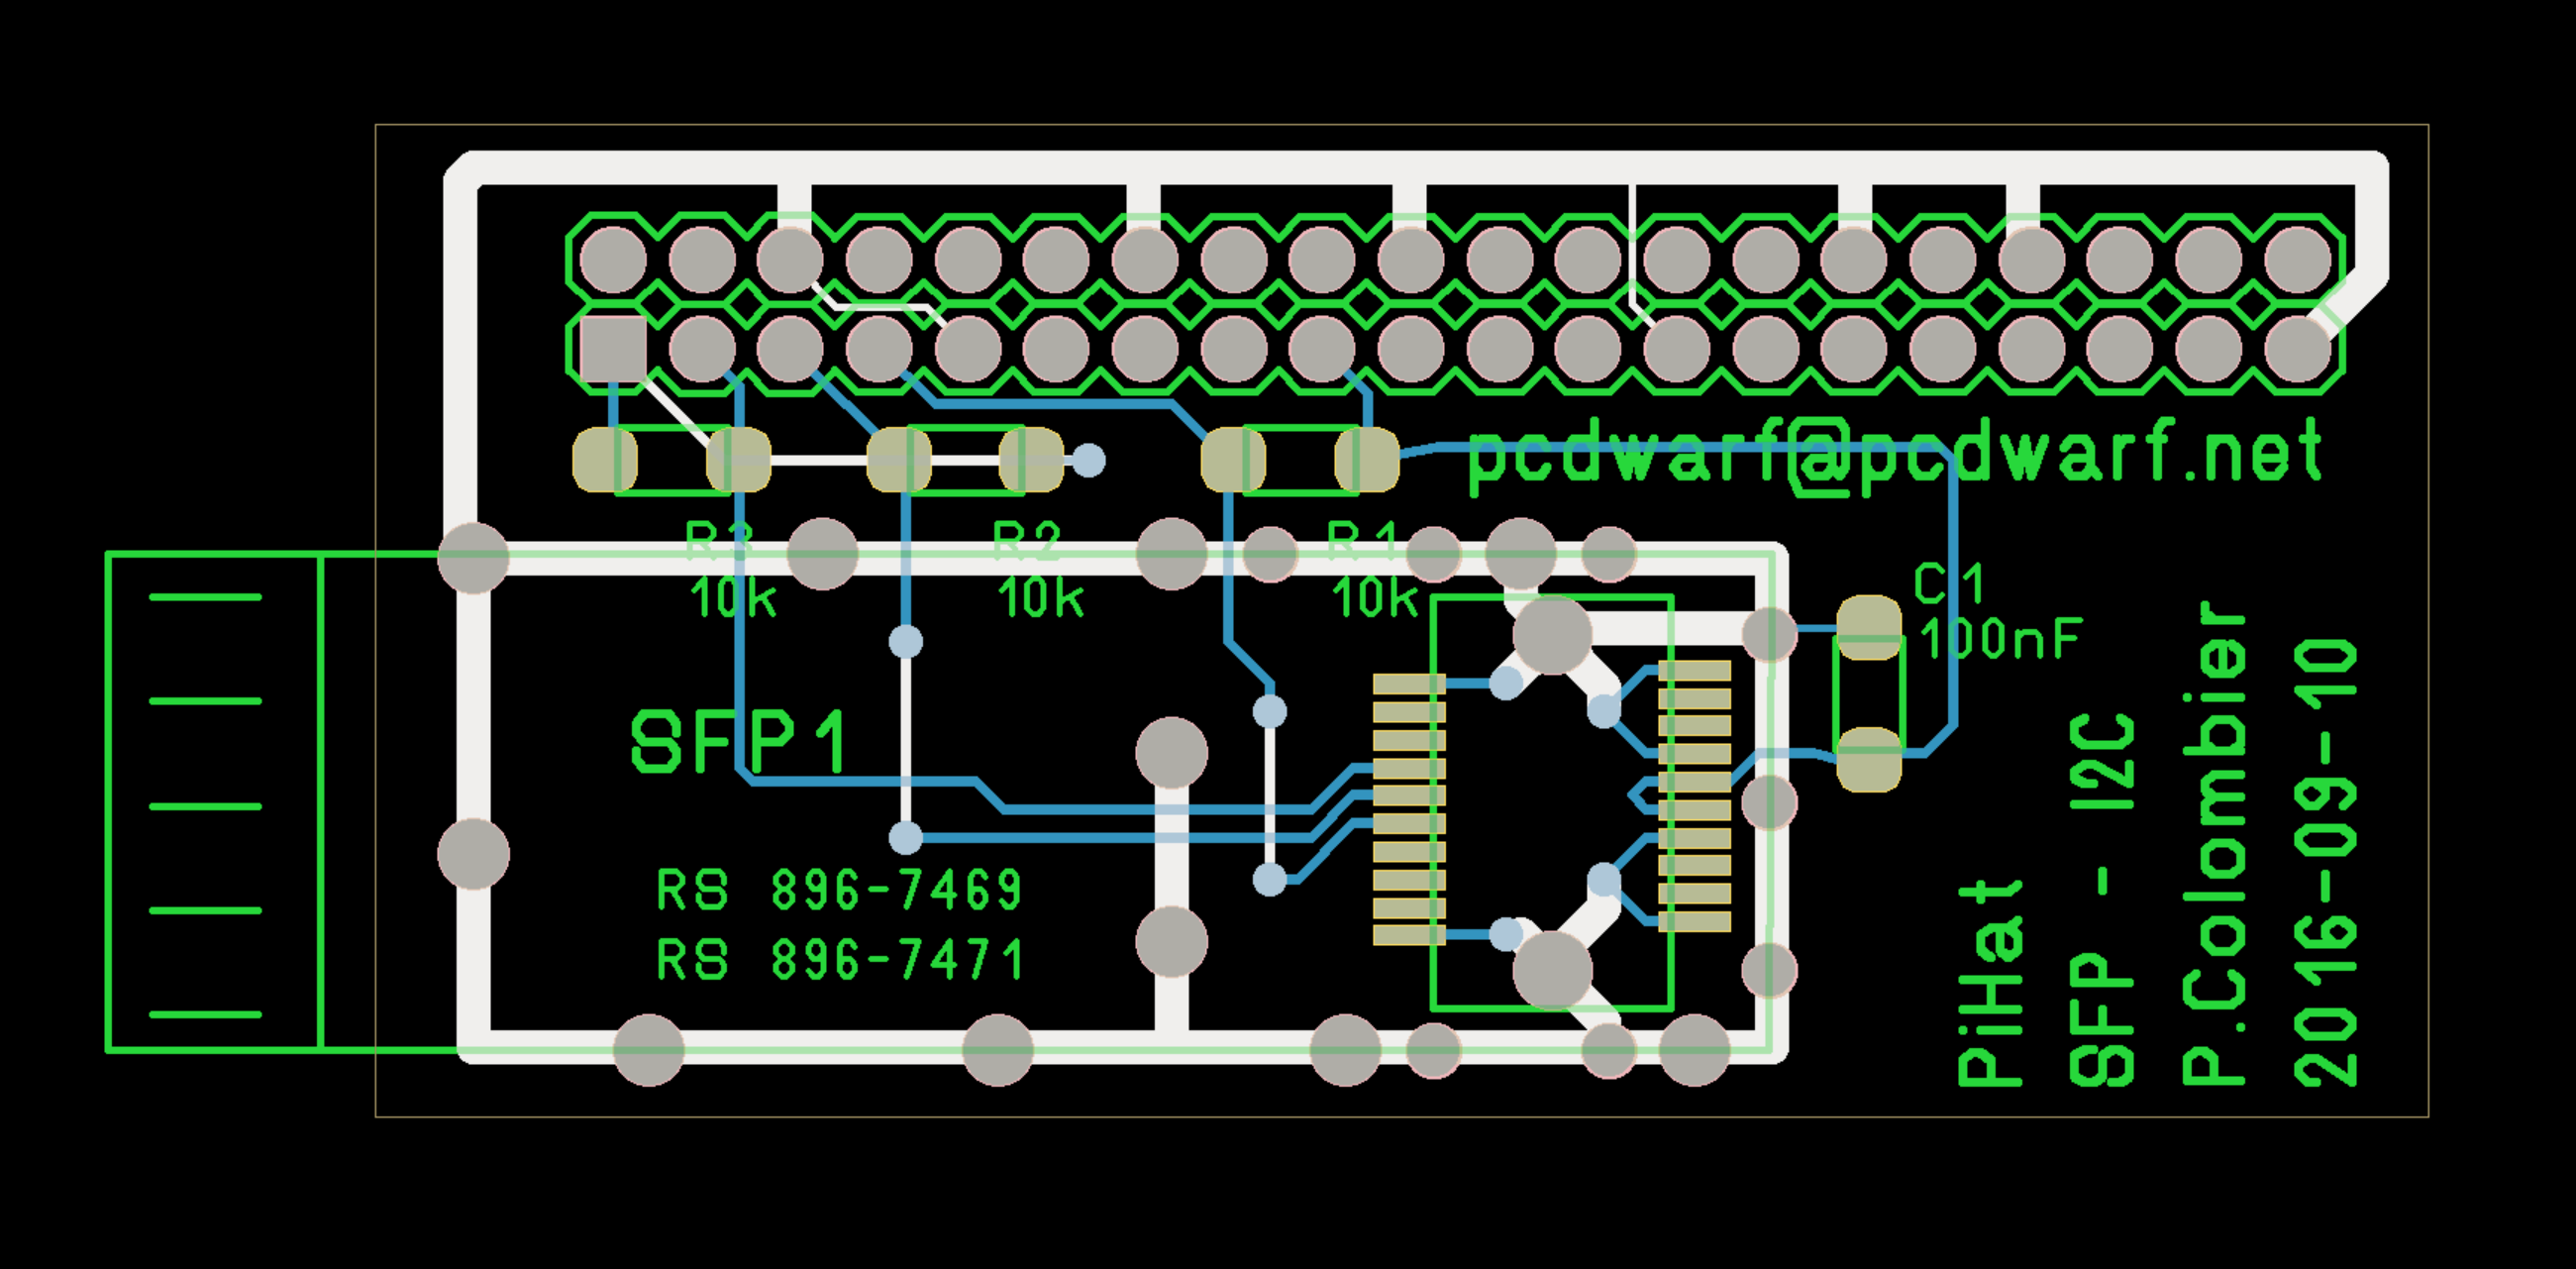 pcdwarf@pcdwarf.net
R3
10k
R2
10k
R1
10k
C1
100nF
SFP1
RS 896-7469
RS 896-7471
PiHat
SFP - I2C
P.Colombier
2016-09-10